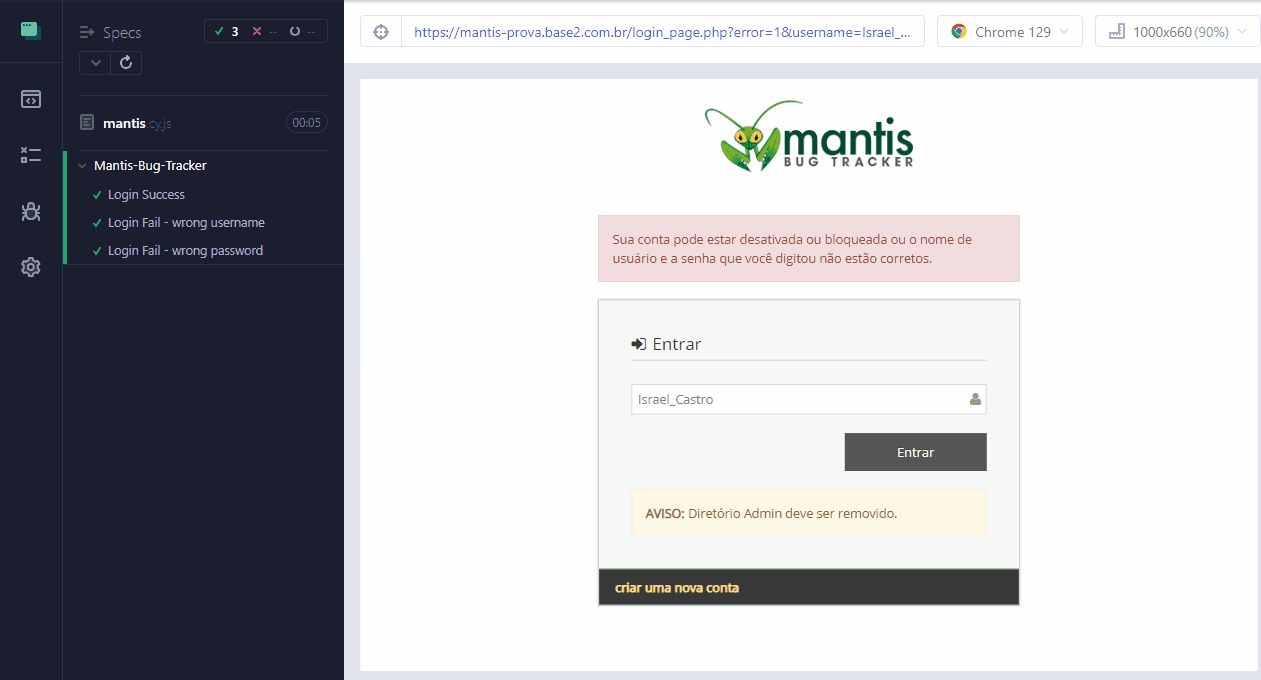 Specs
3 -- --
mantis.cy.js
00:05
Mantis-Bug-Tracker
Login Success
Login Fail - wrong username
Login Fail - wrong password
https://mantis-prova.base2.com.br/login_page.php?error=1&username=Israel_...
Chrome 129
1000x660 (90%)
mantis
BUG TRACKER
Sua conta pode estar desativada ou bloqueada ou o nome de
usuário e a senha que você digitou não estão corretos.
Entrar
Israel_Castro
Entrar
AVISO: Diretório Admin deve ser removido.
criar uma nova conta